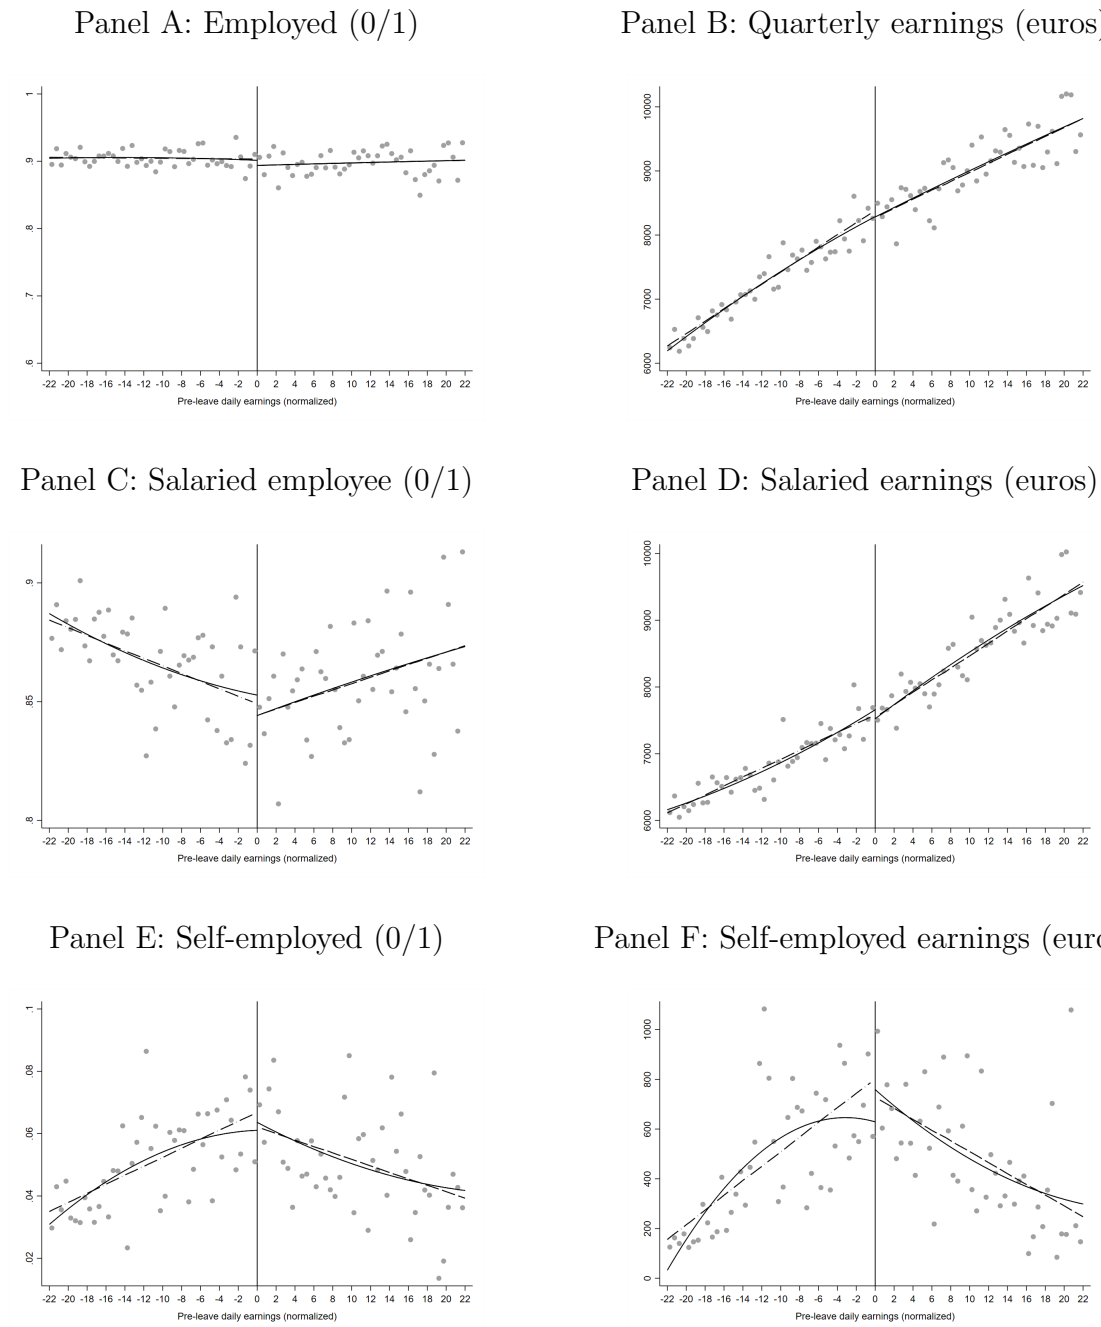 Panel A: Employed (0/1)
Panel B: Quarterly earnings (euros)
.6 .7 .8 .9 1
-22 -20 -18 -16 -14 -12 -10 -8 -6 -4 -2 0 2 4 6 8 10 12 14 16 18 20 22
Pre-leave daily earnings (normalized)
6000 7000 8000 9000 10000
-22 -20 -18 -16 -14 -12 -10 -8 -6 -4 -2 0 2 4 6 8 10 12 14 16 18 20 22
Pre-leave daily earnings (normalized)
Panel C: Salaried employee (0/1)
Panel D: Salaried earnings (euros)
.8 .85 .9
-22 -20 -18 -16 -14 -12 -10 -8 -6 -4 -2 0 2 4 6 8 10 12 14 16 18 20 22
Pre-leave daily earnings (normalized)
6000 7000 8000 9000 10000
-22 -20 -18 -16 -14 -12 -10 -8 -6 -4 -2 0 2 4 6 8 10 12 14 16 18 20 22
Pre-leave daily earnings (normalized)
Panel E: Self-employed (0/1)
Panel F: Self-employed earnings (euro
.02 .04 .06 .08 .1
-22 -20 -18 -16 -14 -12 -10 -8 -6 -4 -2 0 2 4 6 8 10 12 14 16 18 20 22
Pre-leave daily earnings (normalized)
0 200 400 600 800 1000
-22 -20 -18 -16 -14 -12 -10 -8 -6 -4 -2 0 2 4 6 8 10 12 14 16 18 20 22
Pre-leave daily earnings (normalized)